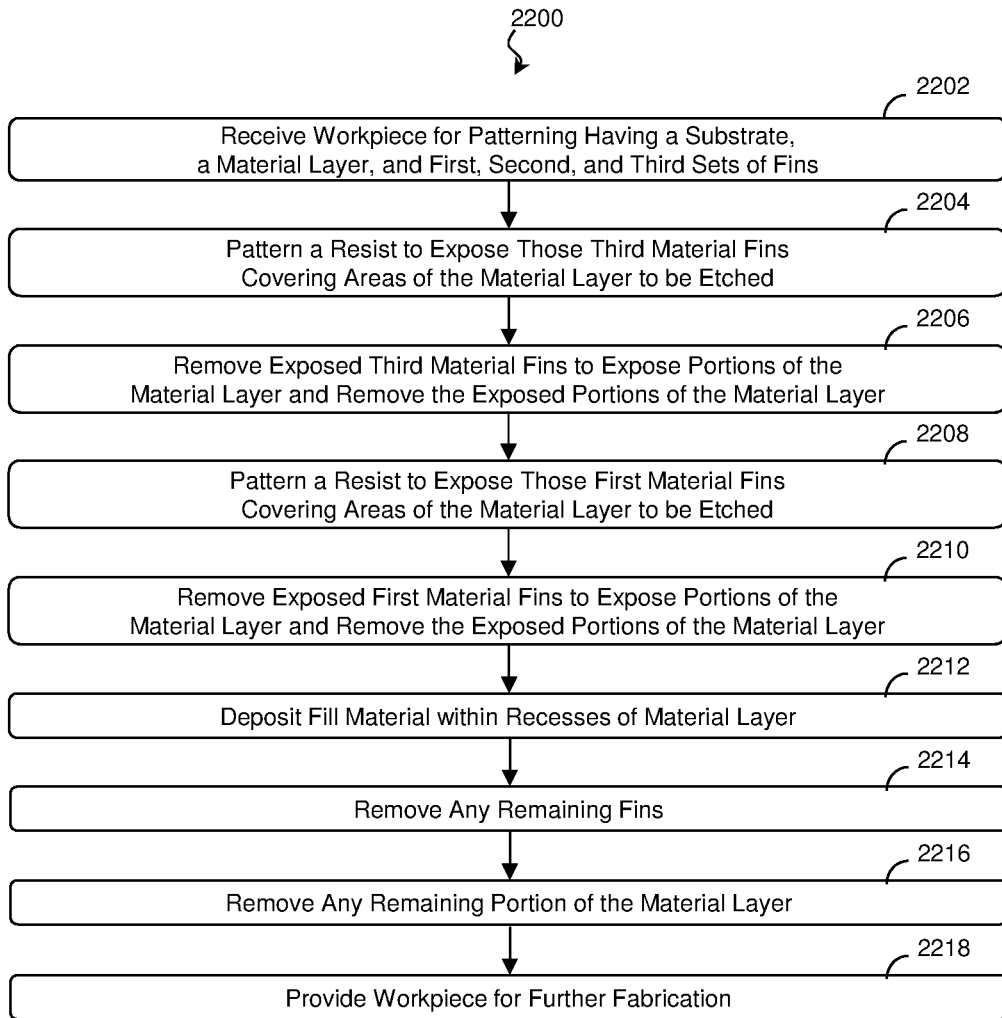 2200
2202
Receive Workpiece for Patterning Having a Substrate,
a Material Layer, and First, Second, and Third Sets of Fins
2204
Pattern a Resist to Expose Those Third Material Fins
Covering Areas of the Material Layer to be Etched
2206
Remove Exposed Third Material Fins to Expose Portions of the
Material Layer and Remove the Exposed Portions of the Material Layer
2208
Pattern a Resist to Expose Those First Material Fins
Covering Areas of the Material Layer to be Etched
2210
Remove Exposed First Material Fins to Expose Portions of the
Material Layer and Remove the Exposed Portions of the Material Layer
2212
Deposit Fill Material within Recesses of Material Layer
2214
Remove Any Remaining Fins
2216
Remove Any Remaining Portion of the Material Layer
2218
Provide Workpiece for Further Fabrication